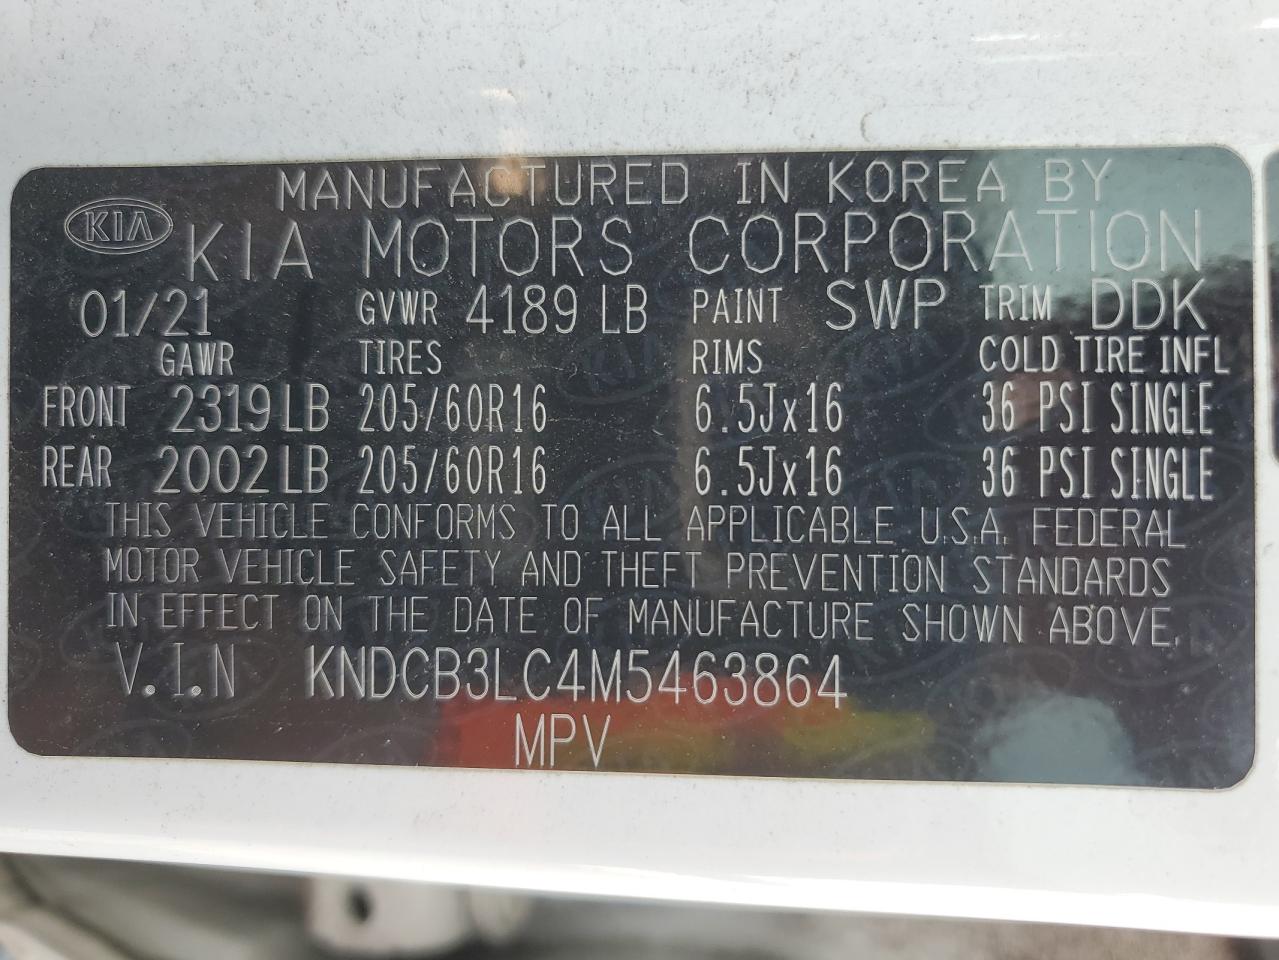 MANUFACTURED IN KOREA BY
KIA KIA MOTORS CORPORATION
01/21 GVWR 4189 LB PAINT SWP TRIM DDK
GAWR TIRES RIMS COLD TIRE INFL
FRONT 2319 LB 205/60R16 6.5Jx16 36 PSI SINGLE
REAR 2002 LB 205/60R16 6.5Jx16 36 PSI SINGLE
THIS VEHICLE CONFORMS TO ALL APPLICABLE U.S.A. FEDERAL
MOTOR VEHICLE SAFETY AND THEFT PREVENTION STANDARDS
IN EFFECT ON THE DATE OF MANUFACTURE SHOWN ABOVE.
V.I.N KNDCB3LC4M5463864
MPV